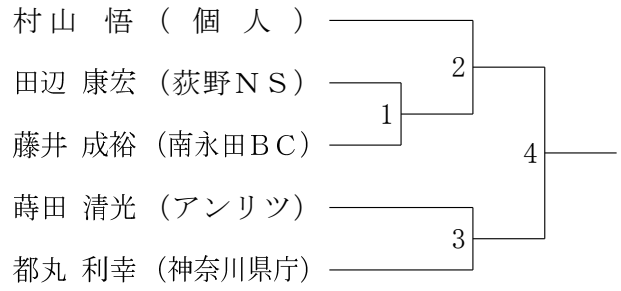 村山 悟 （ 個 人 ）
田辺 康宏 （荻野ＮＳ）
藤井 成裕 （南永田ＢＣ）
蒔田 清光 （アンリツ）
都丸 利幸 （神奈川県庁）
2
1
4
3